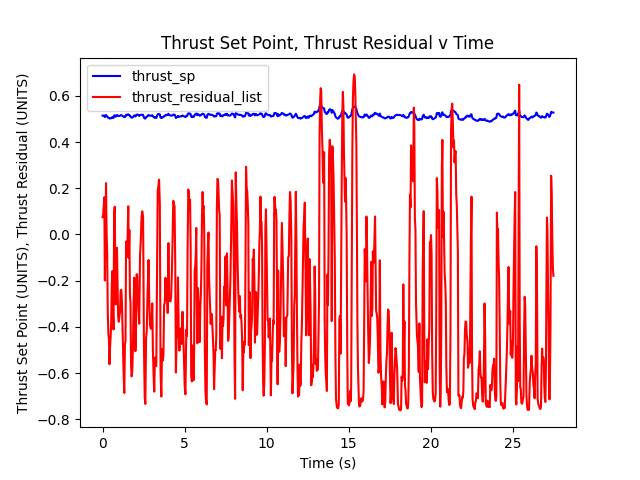 Thrust Set Point, Thrust Residual v Time
thrust_sp
thrust_residual_list
Thrust Set Point (UNITS), Thrust Residual (UNITS)
0.6
0.4
0.2
0.0
−0.2
−0.4
−0.6
−0.8
0 5 10 15 20 25
Time (s)